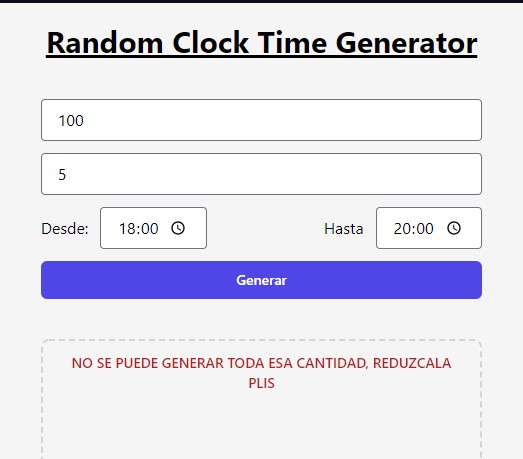 Random Clock Time Generator
100
5
Desde: 18:00 Hasta 20:00
Generar
NO SE PUEDE GENERAR TODA ESA CANTIDAD, REDUZCALA
PLIS